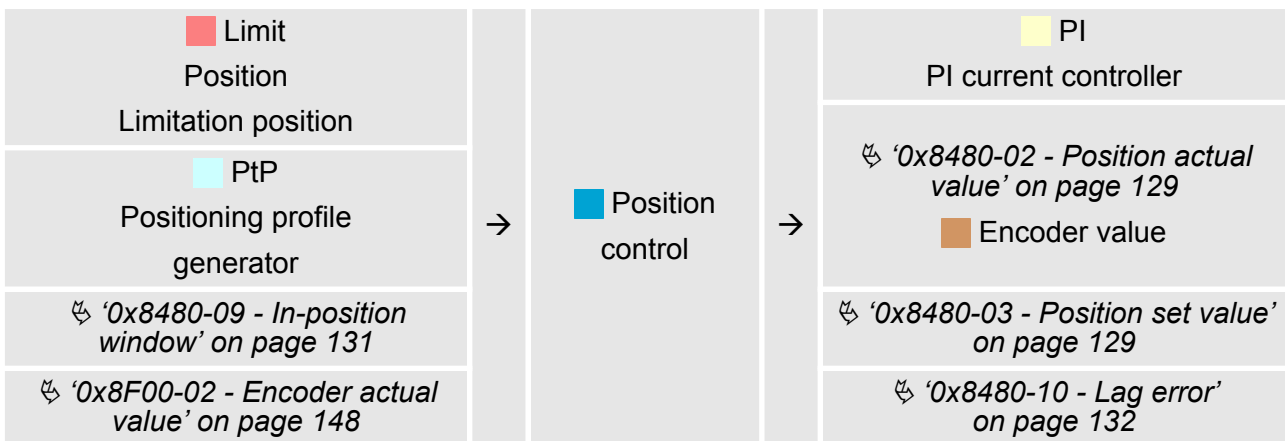 Limit
Position
Limitation position
PtP
Positioning profile
generator
↳ '0x8480-09 - In-position
window' on page 131
↳ '0x8F00-02 - Encoder actual
value' on page 148
→
Position
control
→
PI
PI current controller
↳ '0x8480-02 - Position actual
value' on page 129
Encoder value
↳ '0x8480-03 - Position set value'
on page 129
↳ '0x8480-10 - Lag error'
on page 132